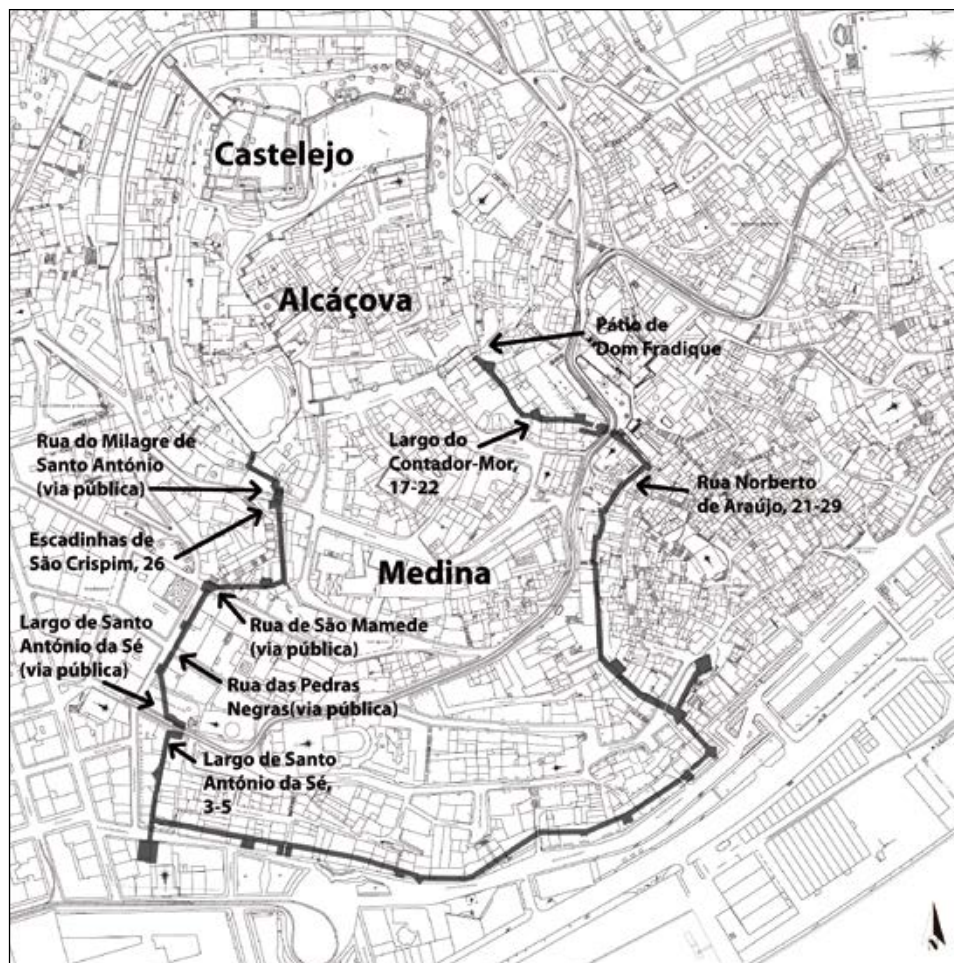 Castelejo
Alcáçova
Pátio de
Dom Fradique
Rua do Milagre de
Santo António
(via pública)
Largo do
Contador-Mor,
17-22
Rua Norberto
de Araújo, 21-29
Escadinhas de
São Crispim, 26
Medina
Largo de Santo
António da Sé
(via pública)
Rua de São Mamede
(via pública)
Rua das Pedras
Negras(via pública)
Largo de Santo
António da Sé,
3-5
N